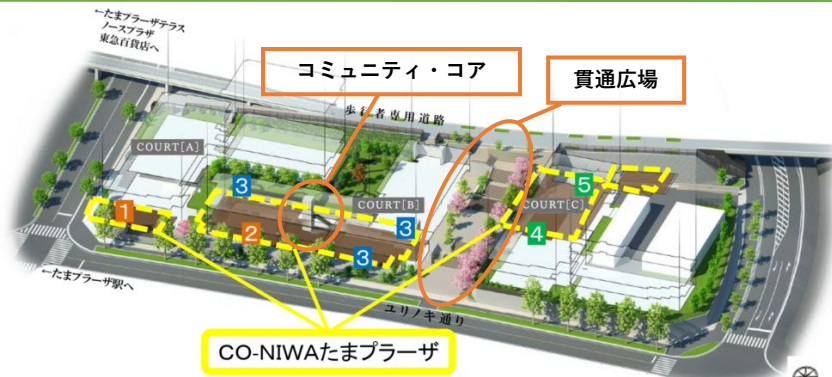 ←たまプラーザテラス
ノースプラザ
東急百貨店へ
コミュニティ・コア
貫通広場
歩行者専用道路
COURT[A]
3
COURT[B]
5
COURT[C]
1
2
3
3
4
←たまプラーザ駅へ
ユリノキ通り
CO-NIWAたまプラーザ